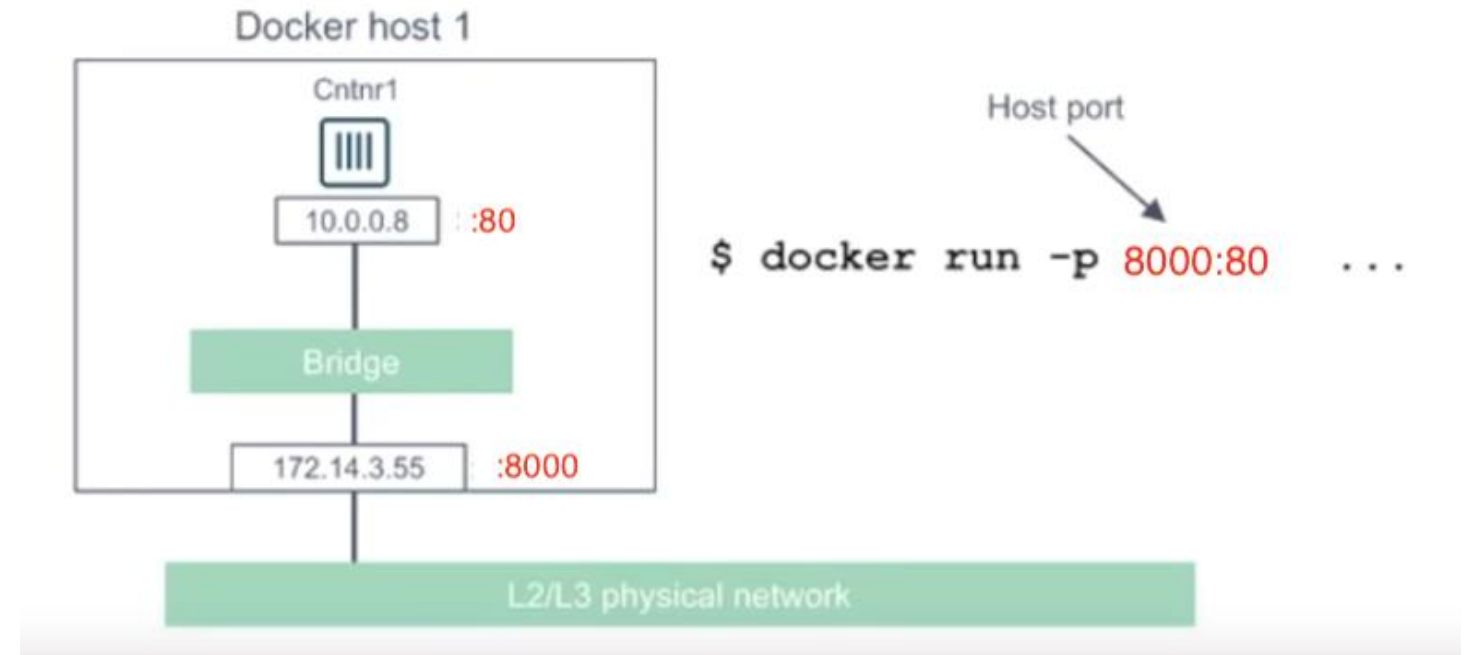 Docker host 1
Cntnr1
10.0.0.8 :80
Bridge
172.14.3.55 :8000
L2/L3 physical network
Host port
$ docker run -p 8000:80 ...